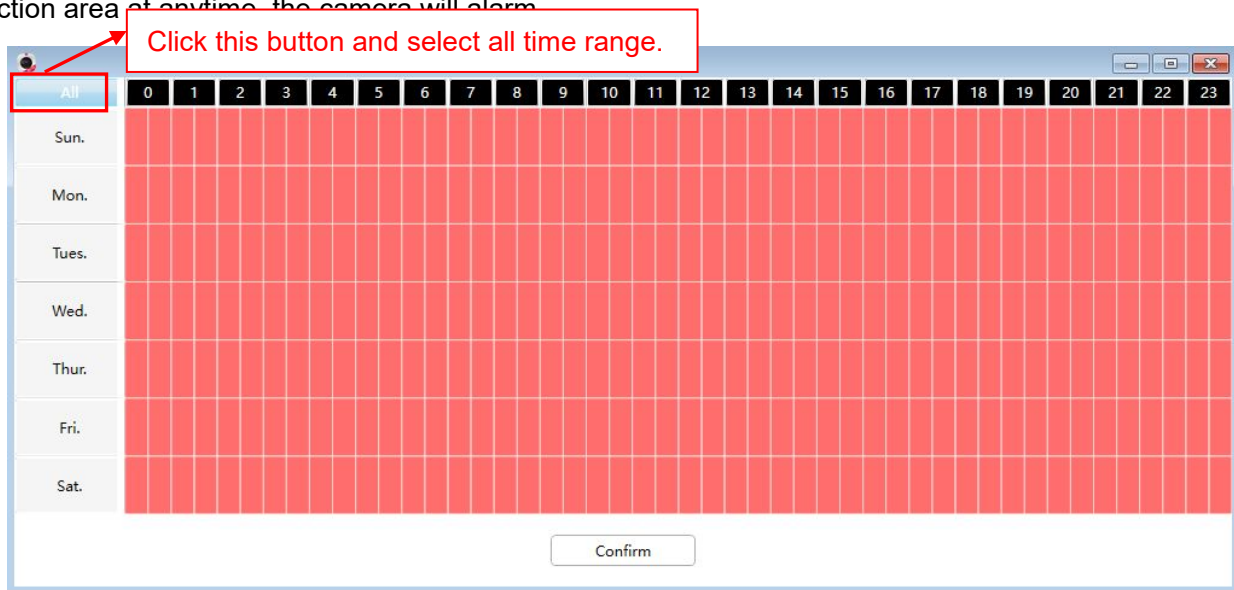 ction area at anytime, the camera will alarm
Click this button and select all time range.
All 0 1 2 3 4 5 6 7 8 9 10 11 12 13 14 15 16 17 18 19 20 21 22 23
Sun.
Mon.
Tues.
Wed.
Thur.
Fri.
Sat.
Confirm